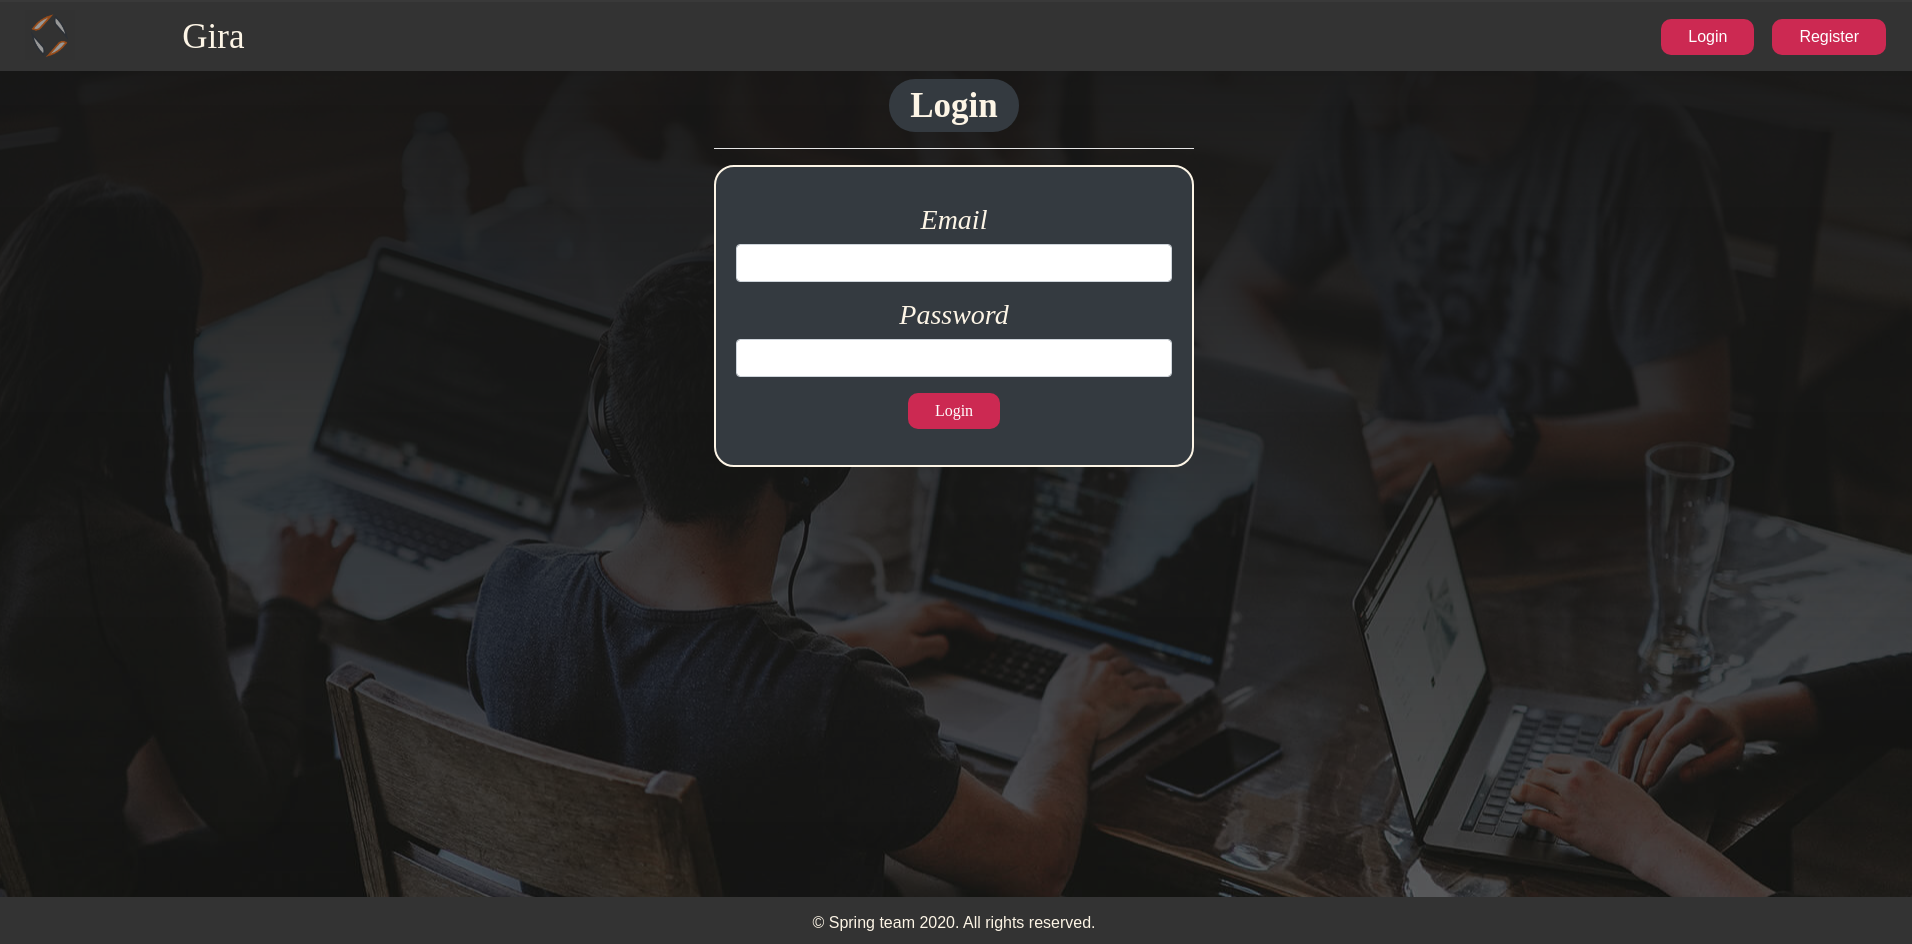 Gira
Login
Register
Login
Email
Password
Login
© Spring team 2020. All rights reserved.